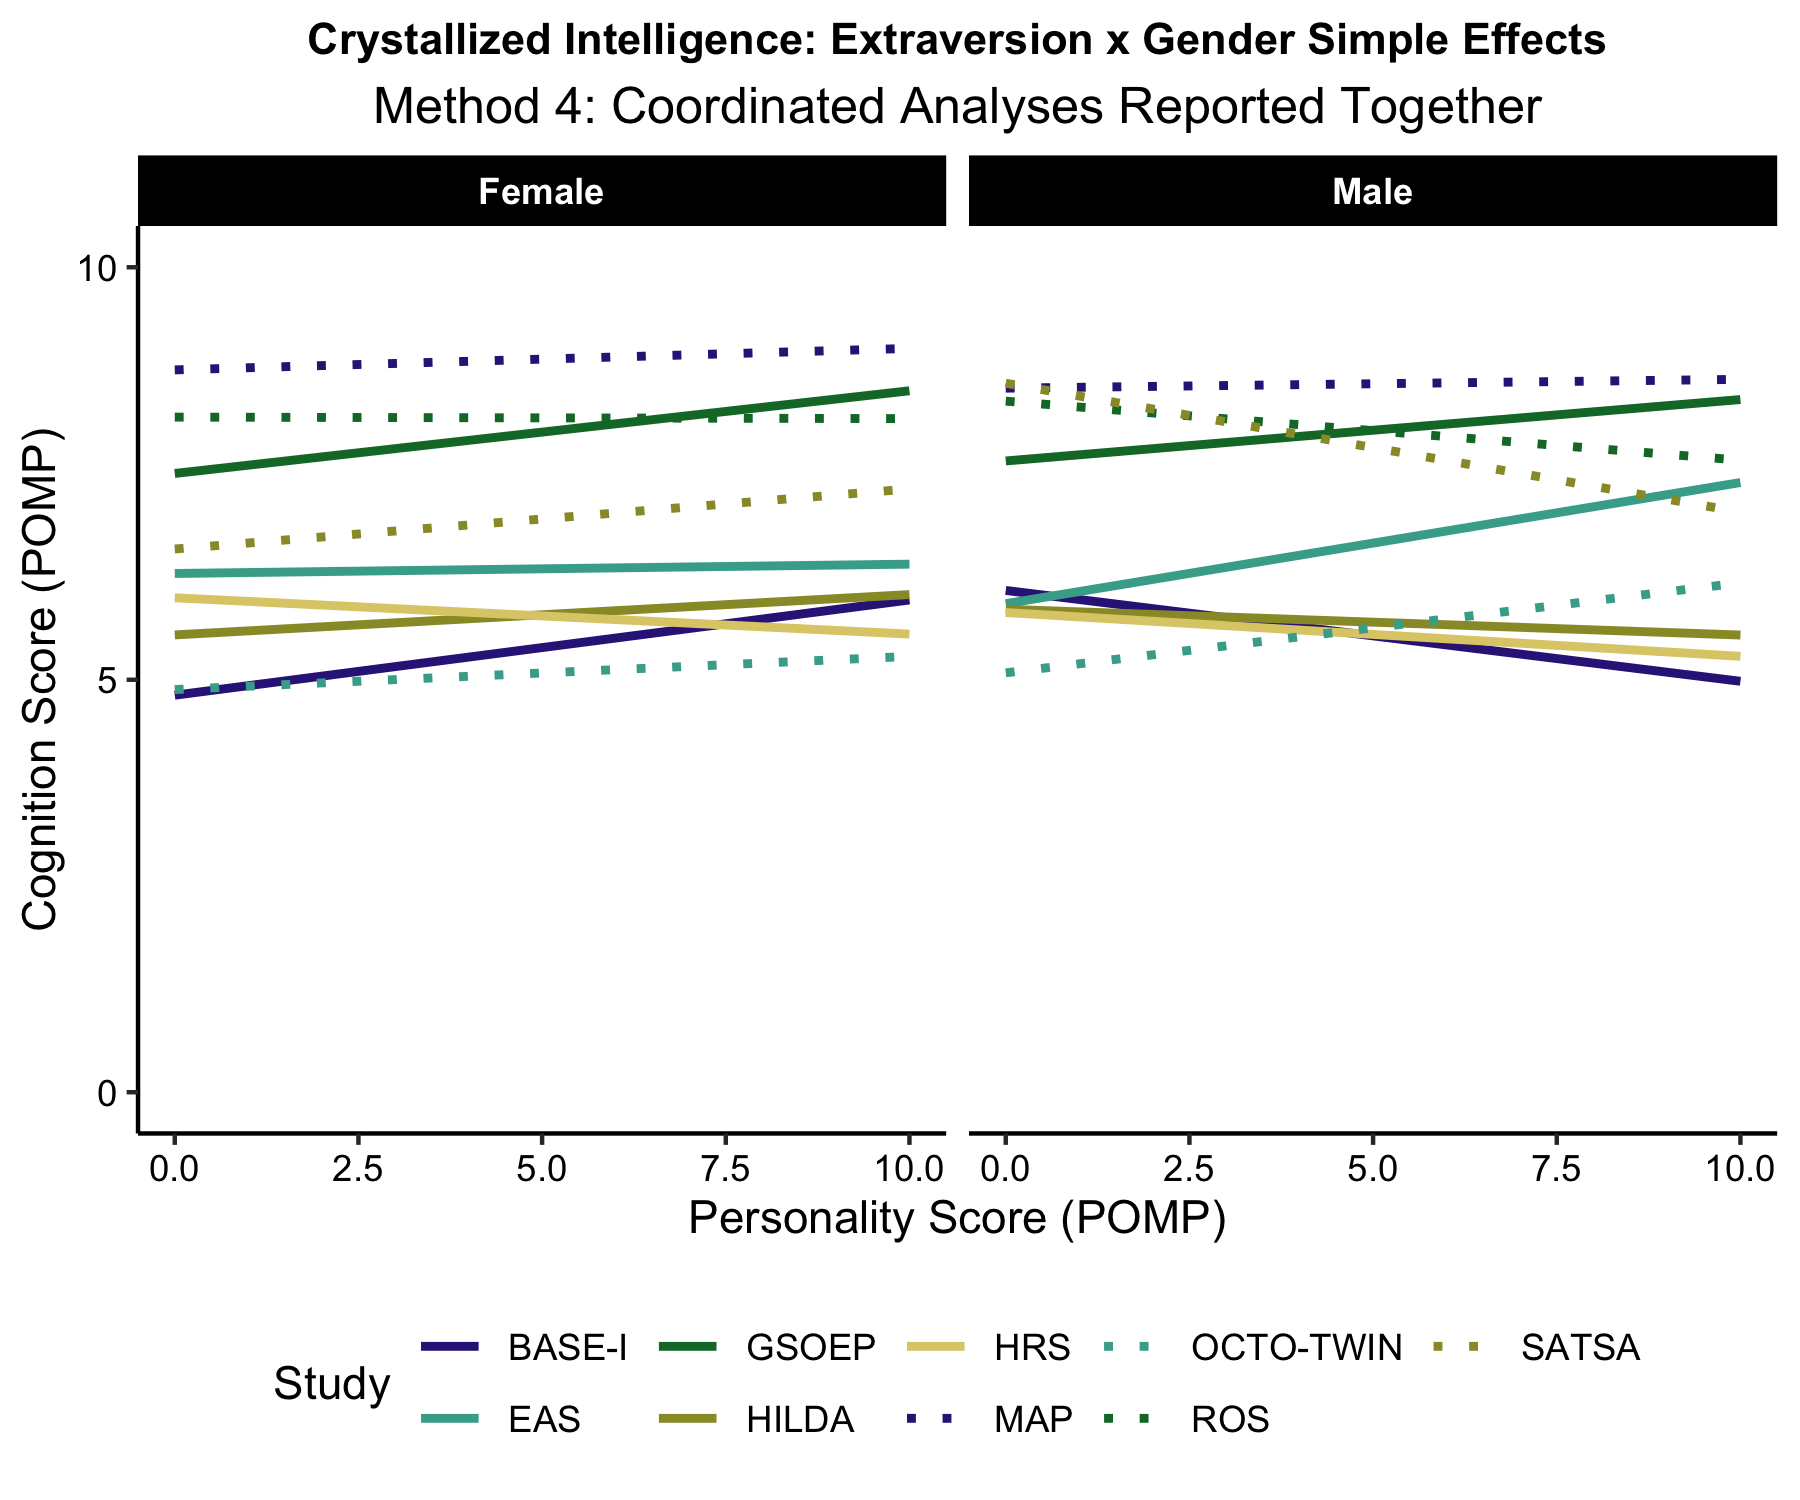 Crystallized Intelligence: Extraversion x Gender Simple Effects
Method 4: Coordinated Analyses Reported Together
Female Male
10
5
0
Cognition Score (POMP)
0.0 2.5 5.0 7.5 10.0 0.0 2.5 5.0 7.5 10.0
Personality Score (POMP)
Study
BASE-I GSOEP HRS OCTO-TWIN SATSA
EAS HILDA MAP ROS